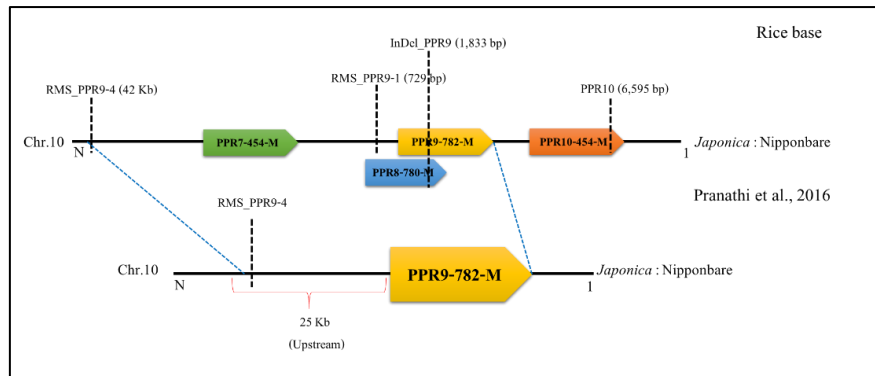 Rice base
InDel_PPR9 (1,833 bp)
RMS_PPR9-1 (729 bp)
RMS_PPR9-4 (42 Kb)
PPR10 (6,595 bp)
Chr.10
PPR7-454-M
PPR9-782-M
PPR10-454-M
Japonica : Nipponbare
N
1
PPR8-780-M
Pranathi et al., 2016
RMS_PPR9-4
Chr.10
PPR9-782-M
Japonica : Nipponbare
N
1
25 Kb
(Upstream)